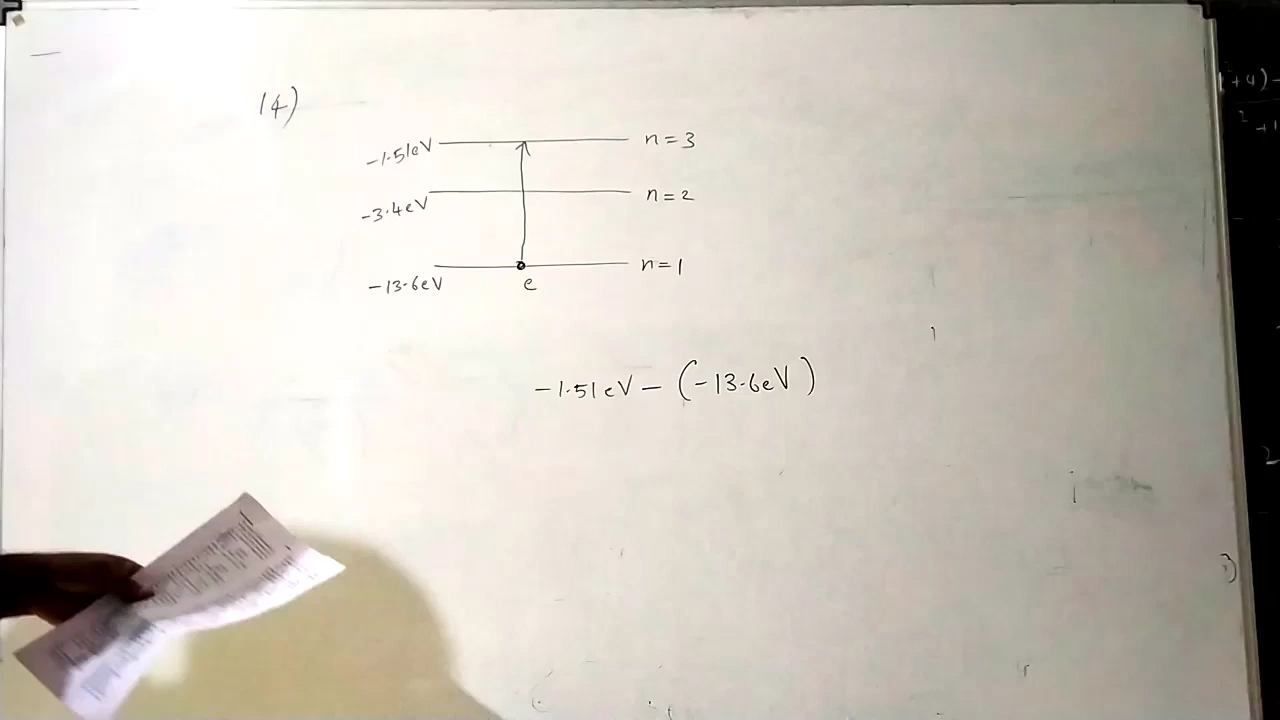 14)
-1.51eV n=3
-3.4eV n=2
-13.6eV n=1
e
-1.51eV - (-13.6eV)